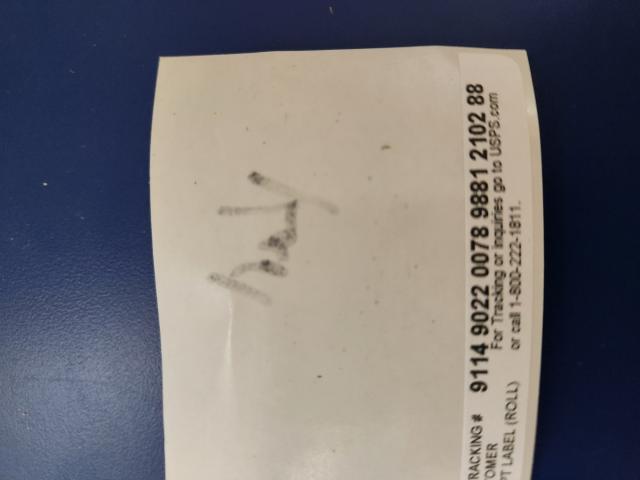 RACKING # 9114 9022 0078 9881 2102 88
OMER For Tracking or inquiries go to USPS.com
PT LABEL (ROLL) or call 1-800-222-1811.